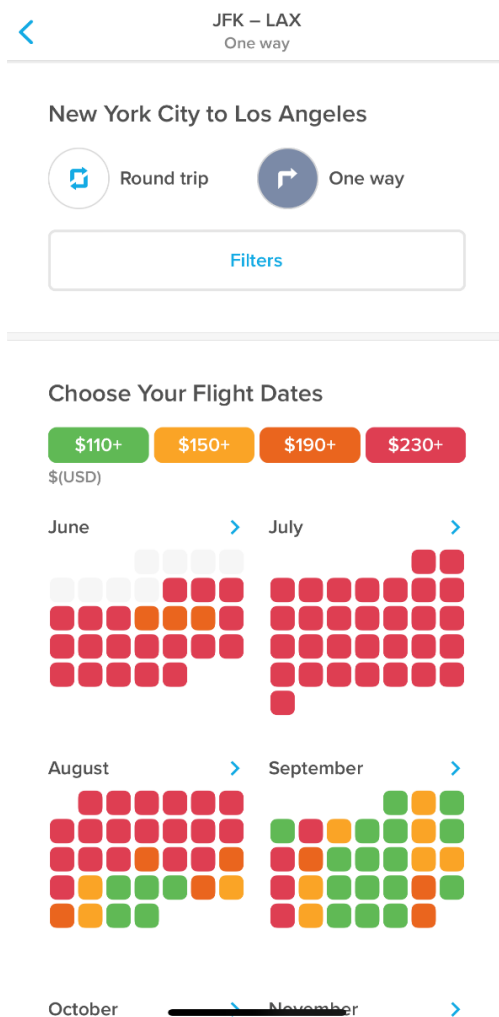 JFK – LAX
One way
New York City to Los Angeles
Round trip
One way
Filters
Choose Your Flight Dates
$110+ $150+ $190+ $230+
$(USD)
June July
August September
October November